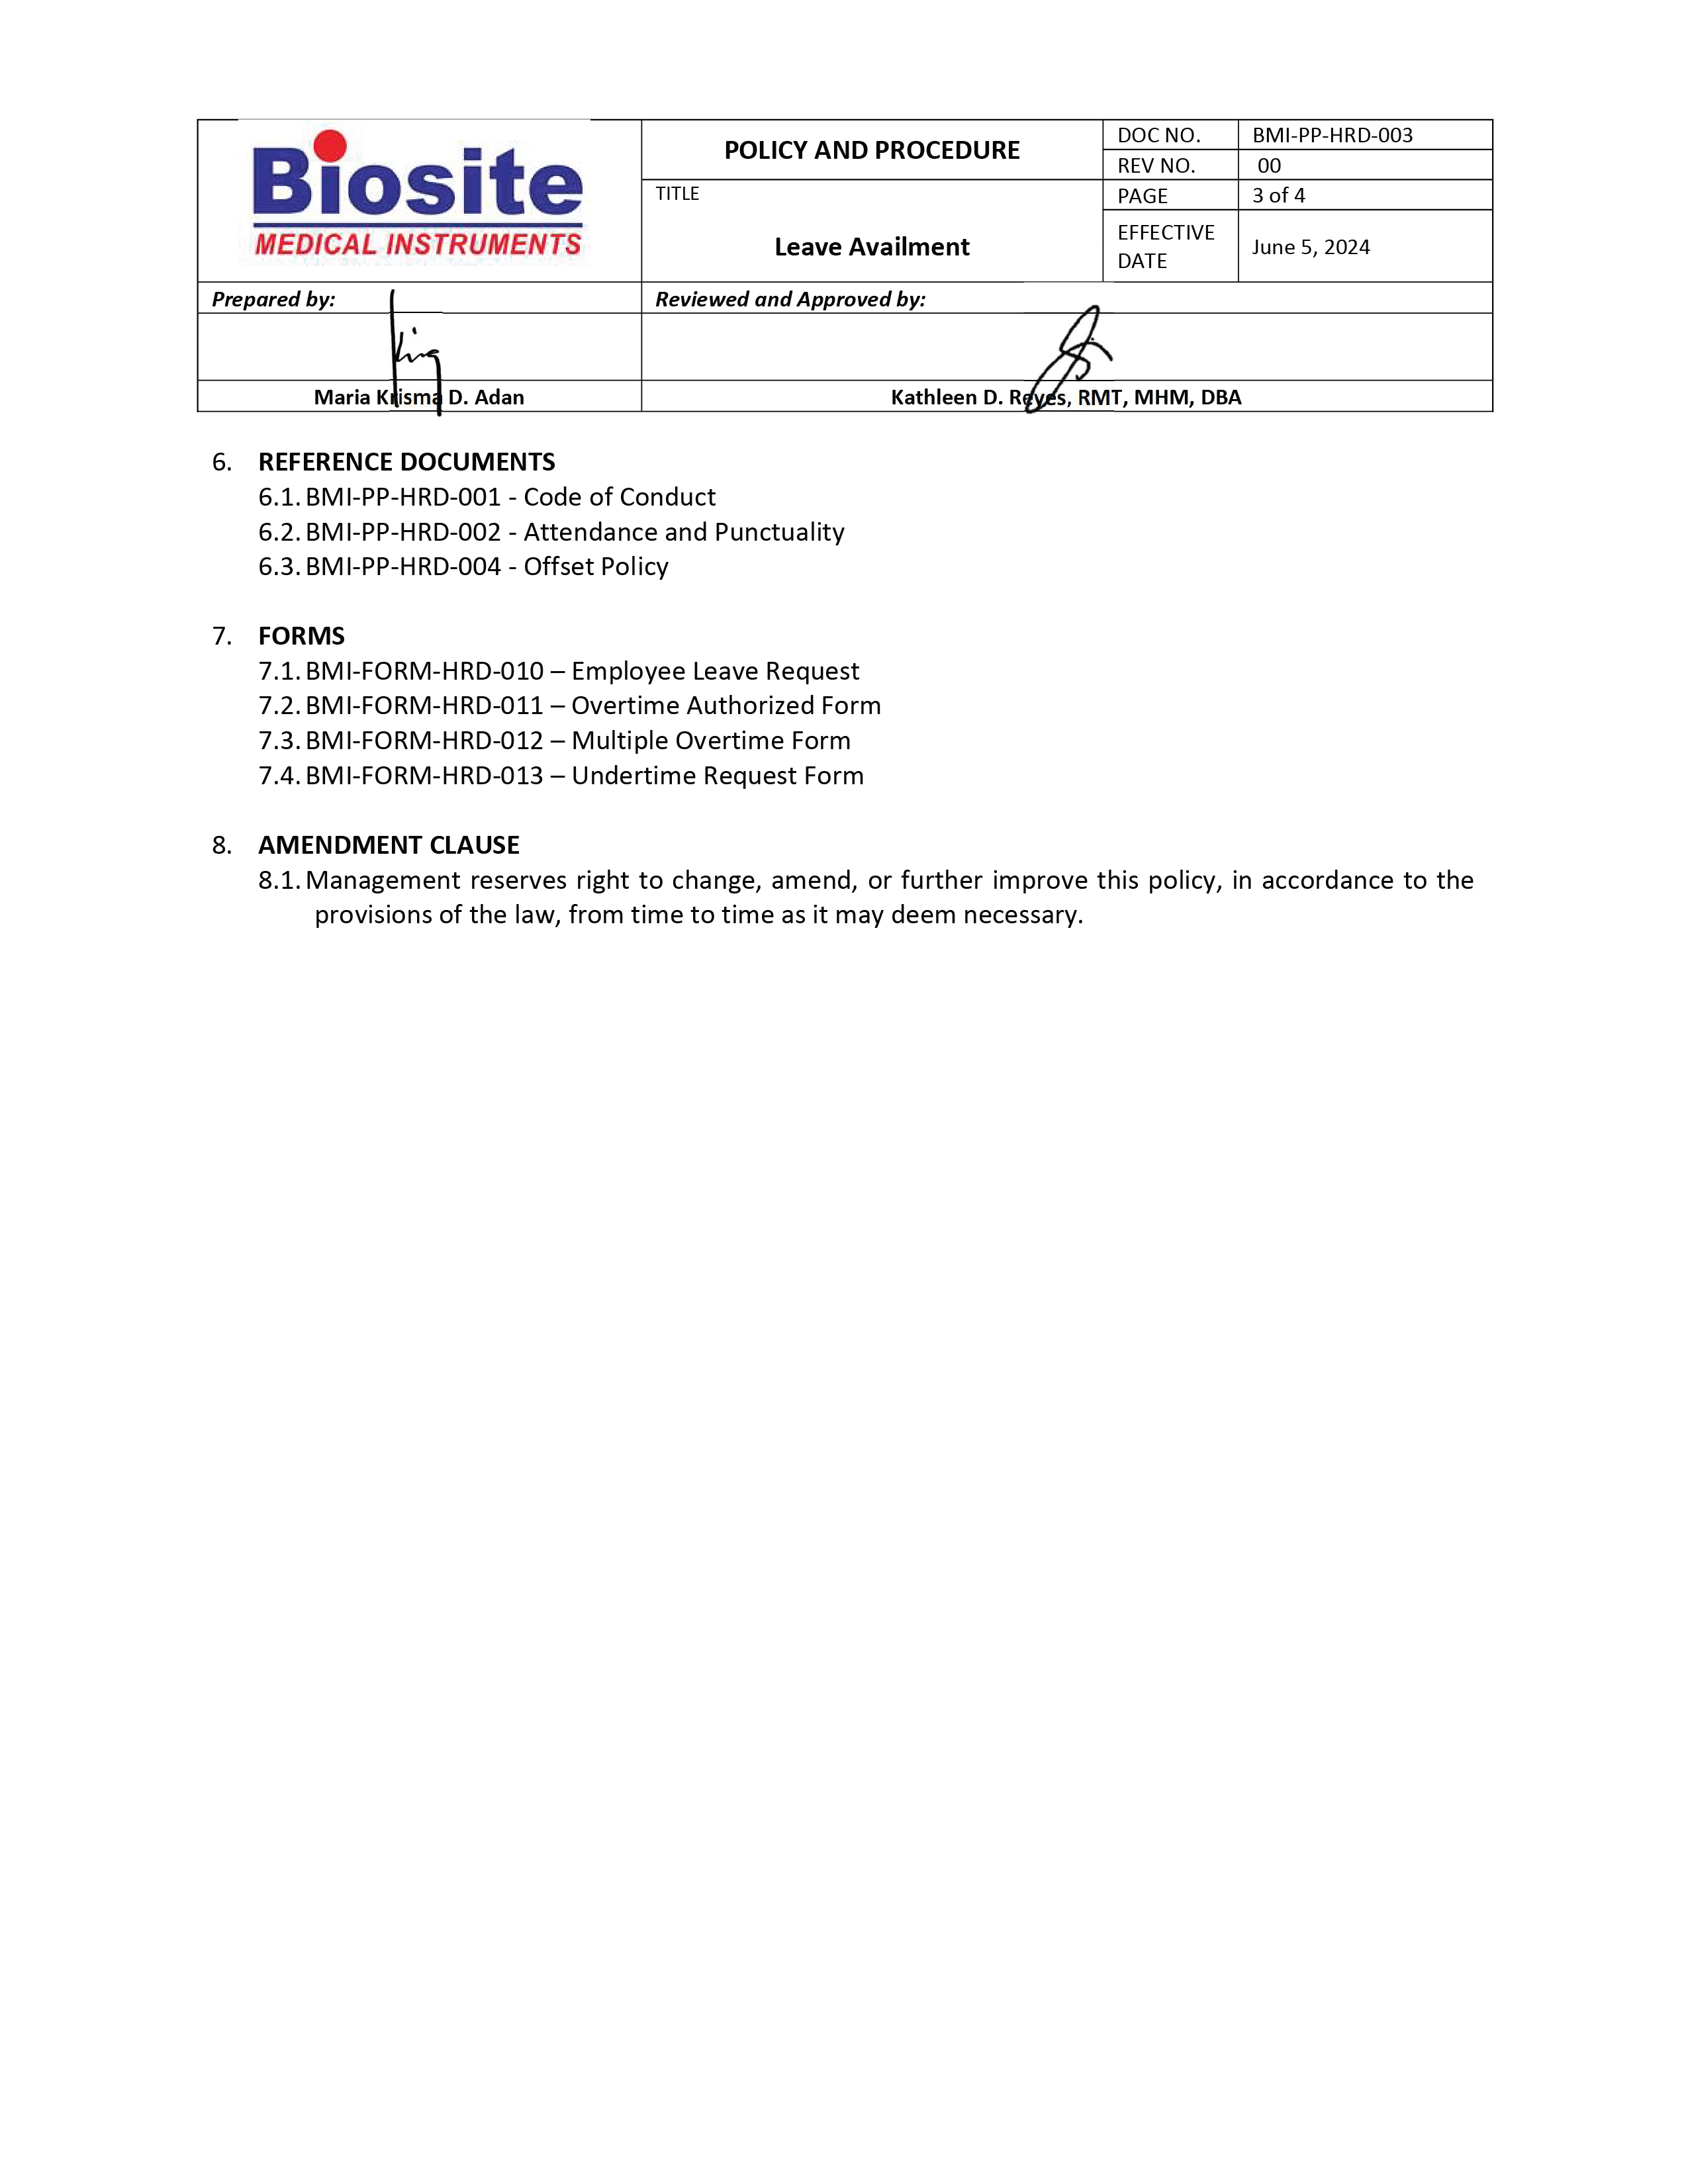 Biosite
MEDICAL INSTRUMENTS
POLICY AND PROCEDURE
DOC NO. BMI-PP-HRD-003
REV NO. 00
TITLE
Leave Availment
PAGE 3 of 4
EFFECTIVE
DATE
June 5, 2024
Prepared by:
Reviewed and Approved by:
Maria Krisma D. Adan
Kathleen D. Reyes, RMT, MHM, DBA
6. REFERENCE DOCUMENTS
6.1. BMI-PP-HRD-001 - Code of Conduct
6.2. BMI-PP-HRD-002 - Attendance and Punctuality
6.3. BMI-PP-HRD-004 - Offset Policy
7. FORMS
7.1. BMI-FORM-HRD-010 – Employee Leave Request
7.2. BMI-FORM-HRD-011 – Overtime Authorized Form
7.3. BMI-FORM-HRD-012 – Multiple Overtime Form
7.4. BMI-FORM-HRD-013 – Undertime Request Form
8. AMENDMENT CLAUSE
8.1. Management reserves right to change, amend, or further improve this policy, in accordance to the
provisions of the law, from time to time as it may deem necessary.